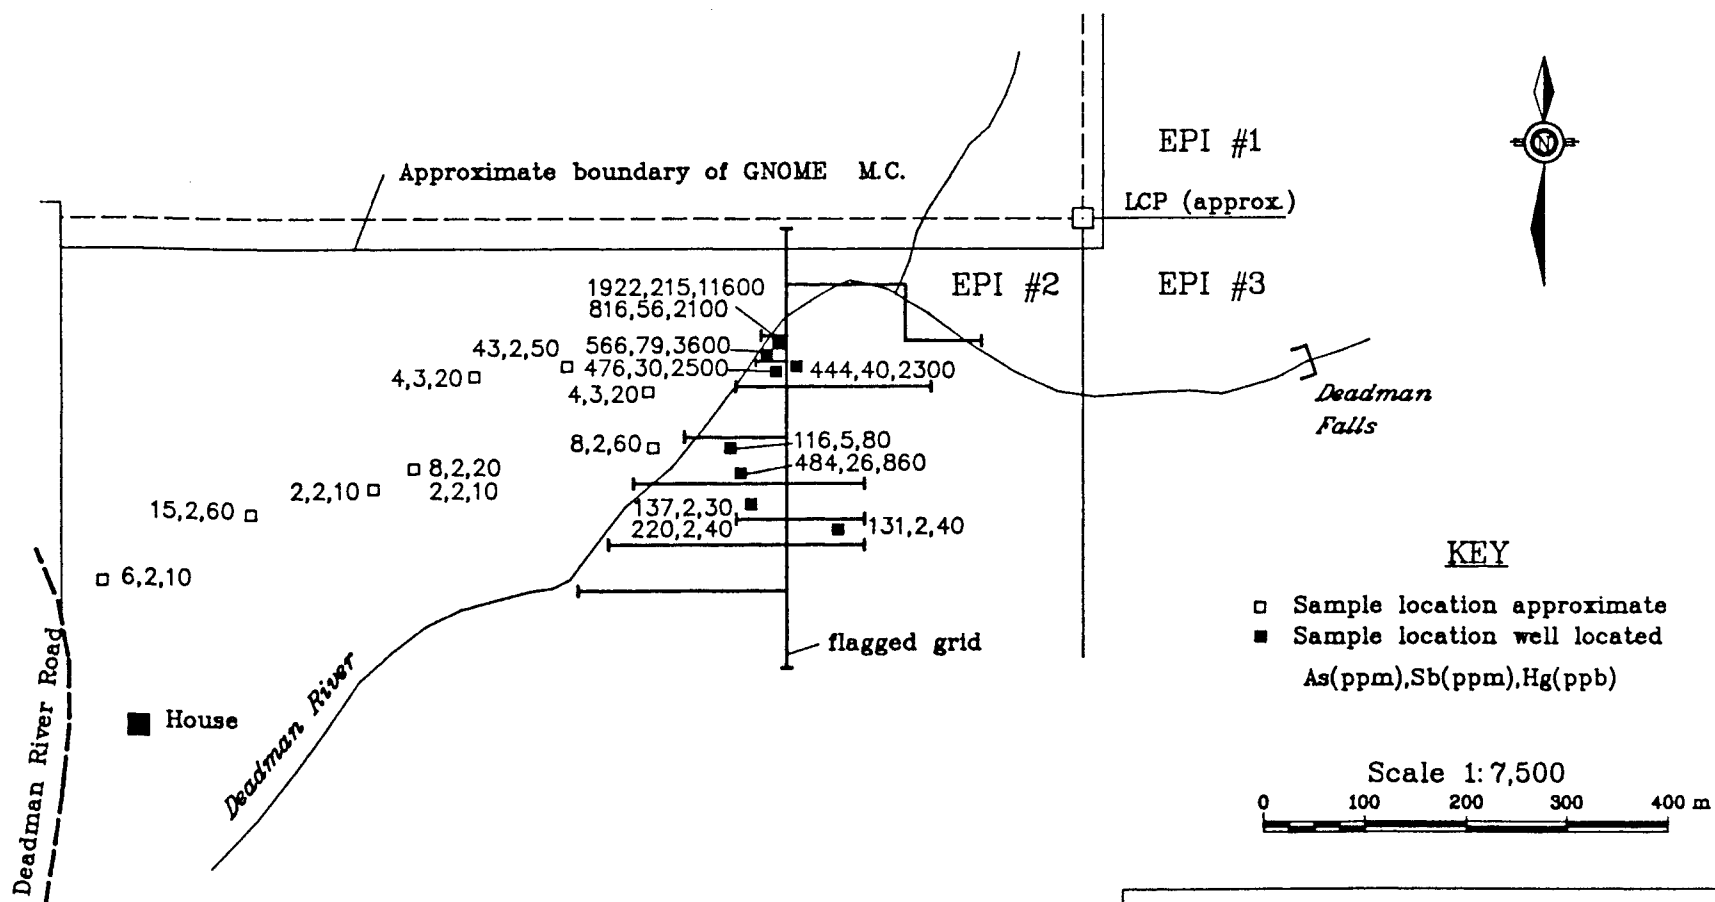 EPI #1
Approximate boundary of GNOME M.C.
LCP (approx.)
N
EPI #2
EPI #3
1922,215,11600
816,56,2100
566,79,3600
476,30,2500
43,2,50
4,3,20
4,3,20
444,40,2300
Deadman
Falls
8,2,60
116,5,80
484,26,860
8,2,20
2,2,10
2,2,10
15,2,60
137,2,30
220,2,40
131,2,40
6,2,10
flagged grid
KEY
Sample location approximate
Sample location well located
As(ppm),Sb(ppm),Hg(ppb)
House
Deadman River
Deadman River Road
Scale 1:7,500
0 100 200 300 400 m